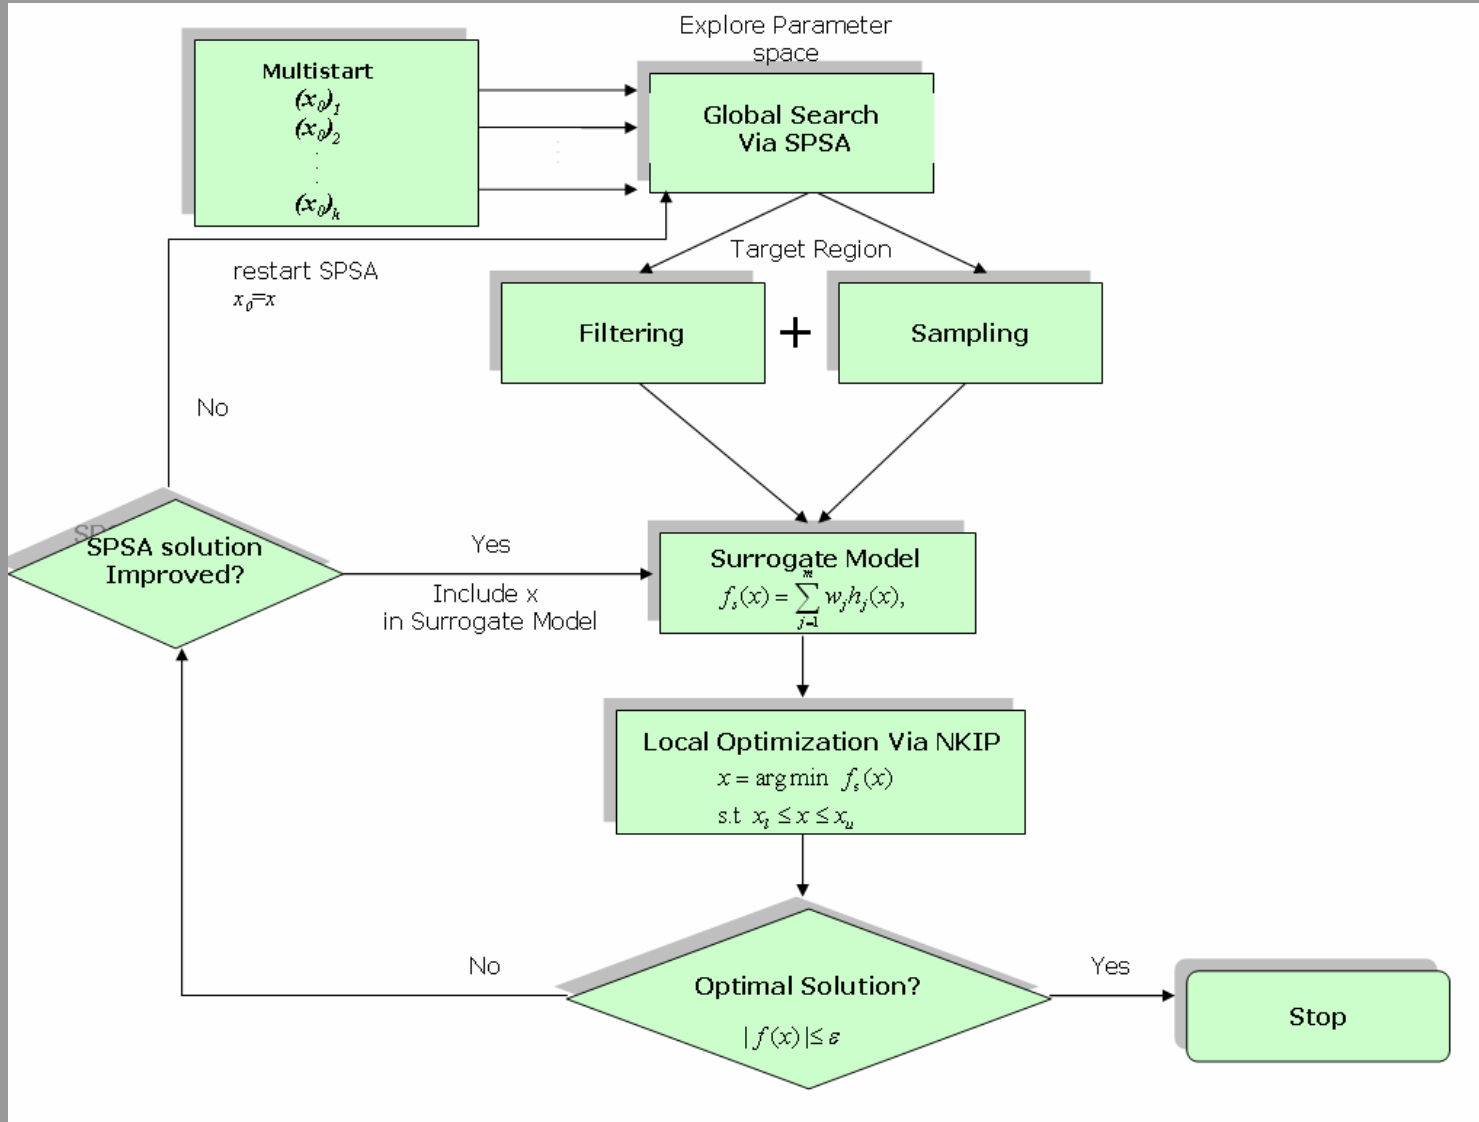 Explore Parameter
space
Multistart
(x₀)₁
(x₀)₂
.
.
.
(x₀)ₖ
Global Search
Via SPSA
Target Region
restart SPSA
x₀=x
Filtering
+
Sampling
No
SPSA solution
Improved?
Yes
Include x
in Surrogate Model
Surrogate Model
fₛ(x) = ∑ⱼ₌₁ᵐ wⱼhⱼ(x),
Local Optimization Via NKIP
x = arg min fₛ(x)
s.t xₗ ≤ x ≤ xᵤ
No
Optimal Solution?
| f(x) |≤ ε
Yes
Stop